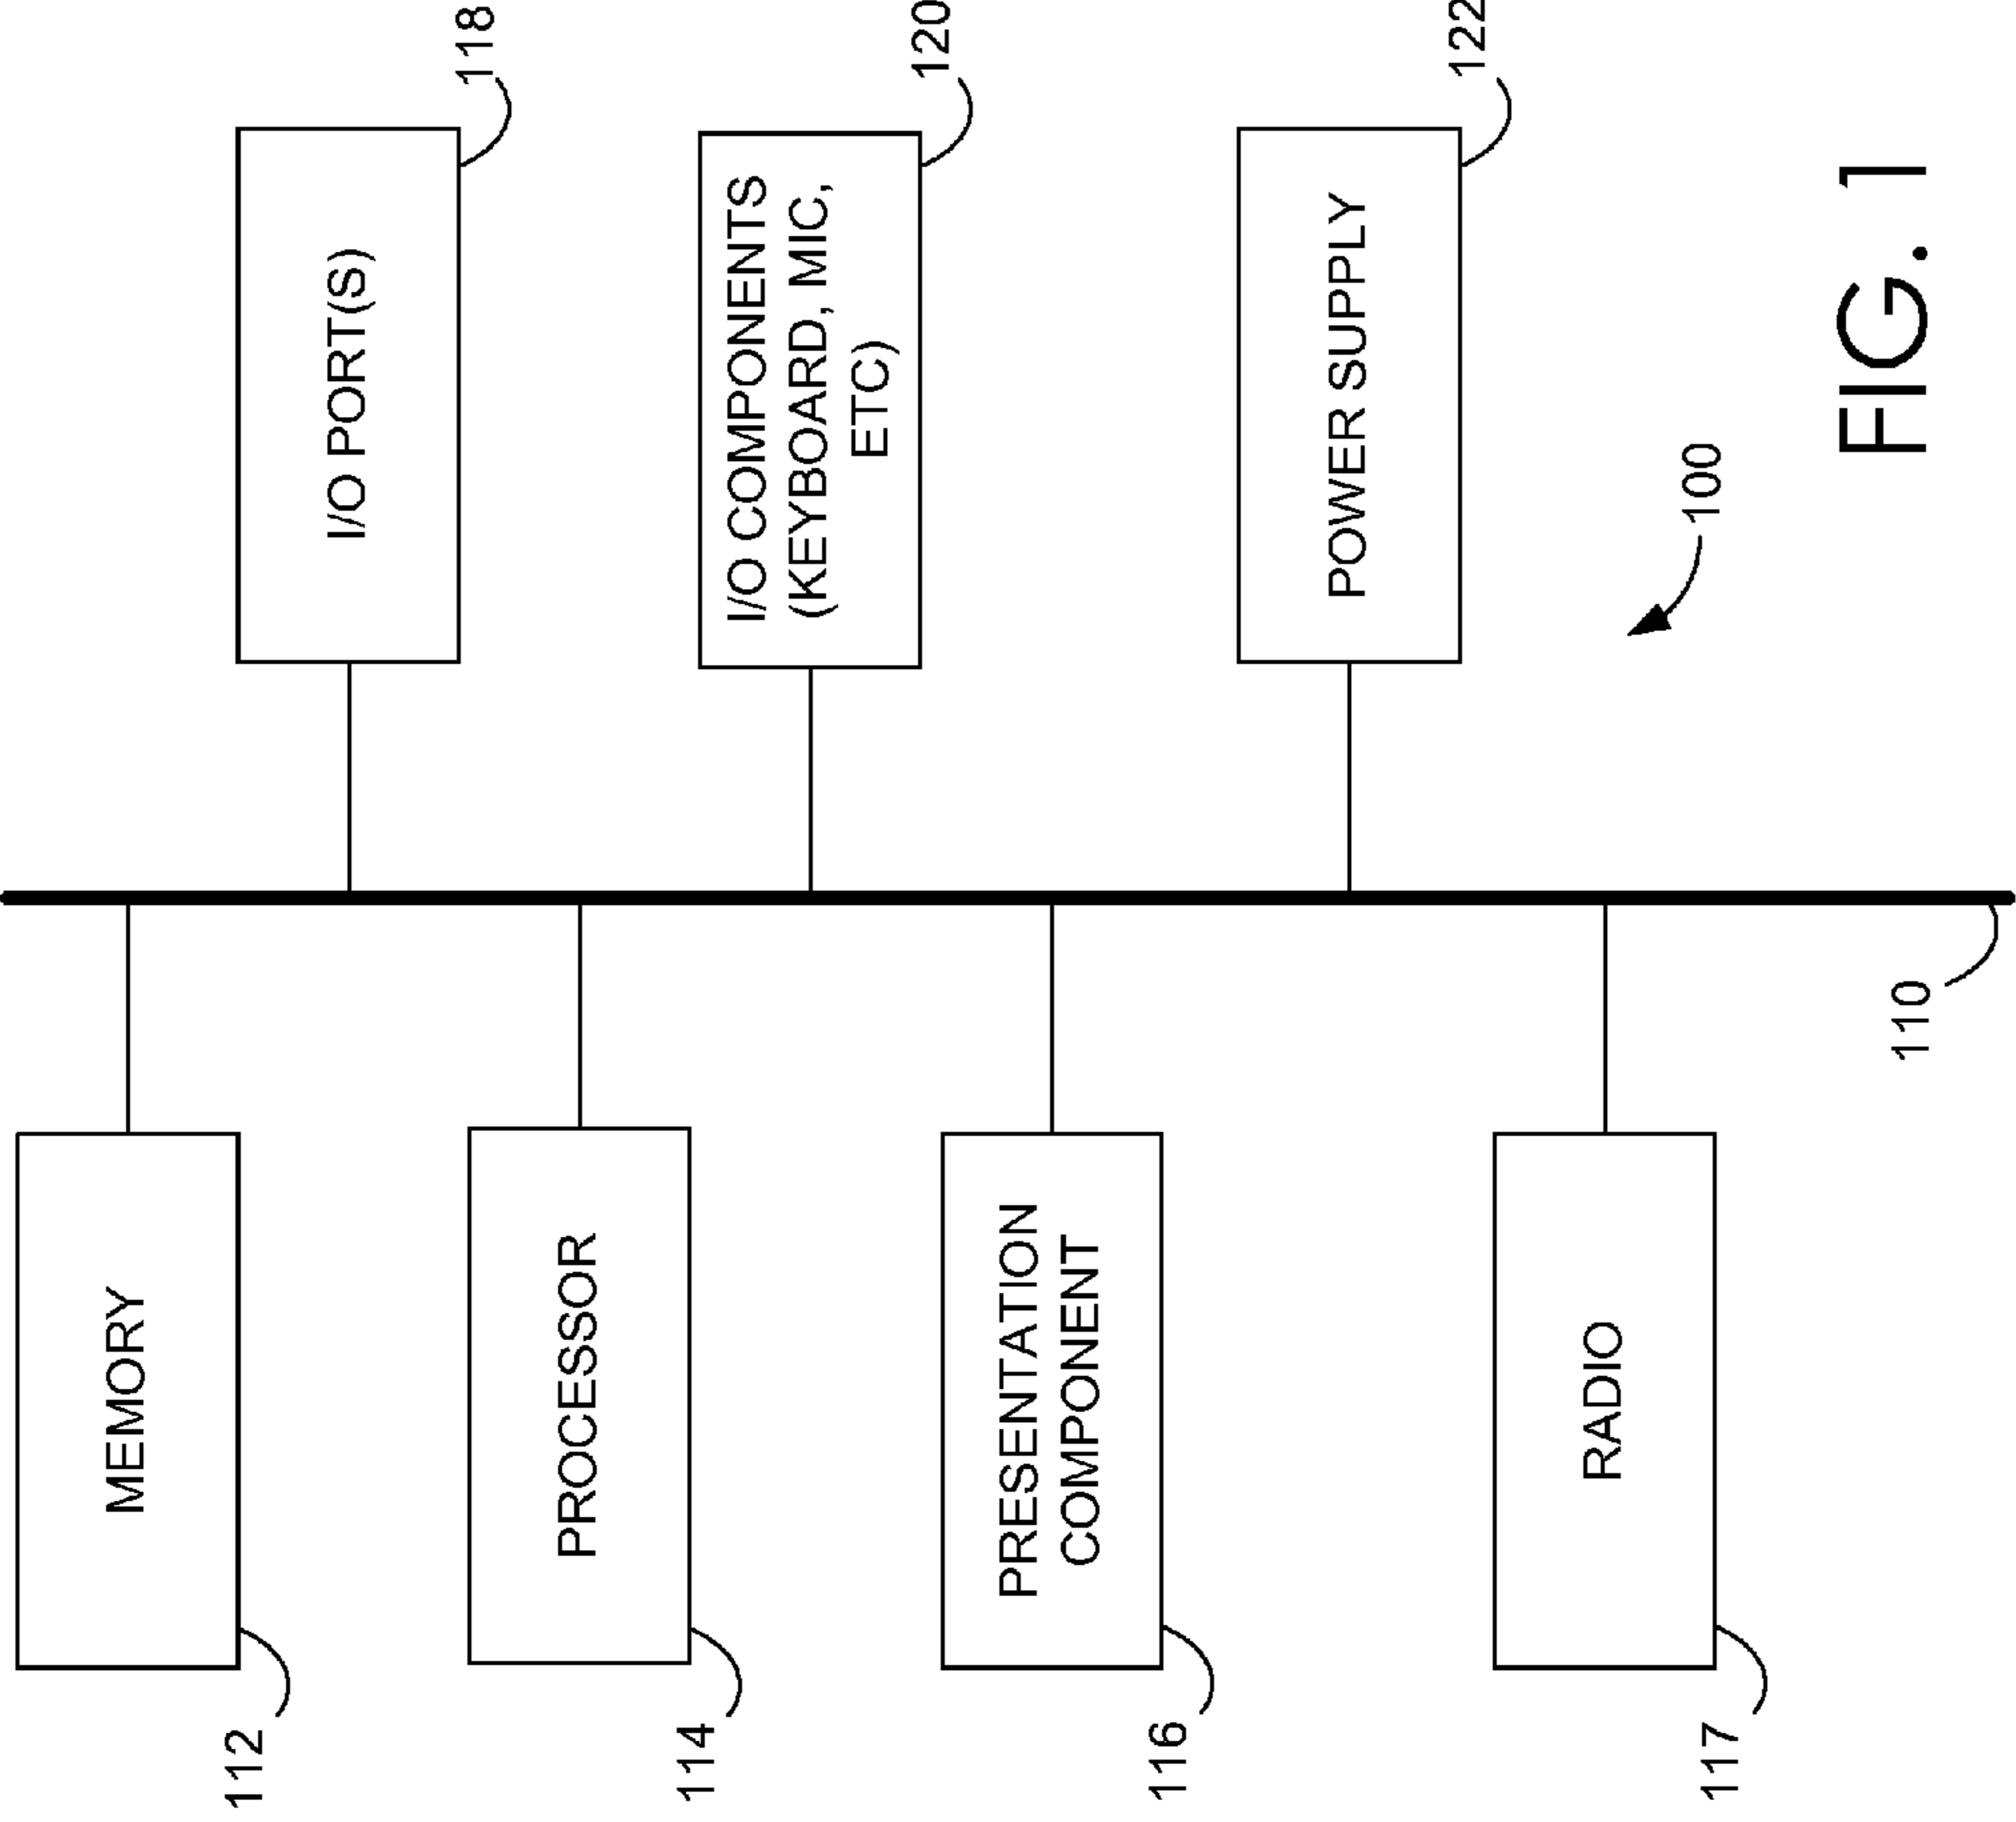 112
MEMORY
118
I/O PORT(S)
114
PROCESSOR
120
I/O COMPONENTS
(KEYBOARD, MIC,
ETC)
116
PRESENTATION
COMPONENT
122
POWER SUPPLY
117
RADIO
100
110
FIG. 1